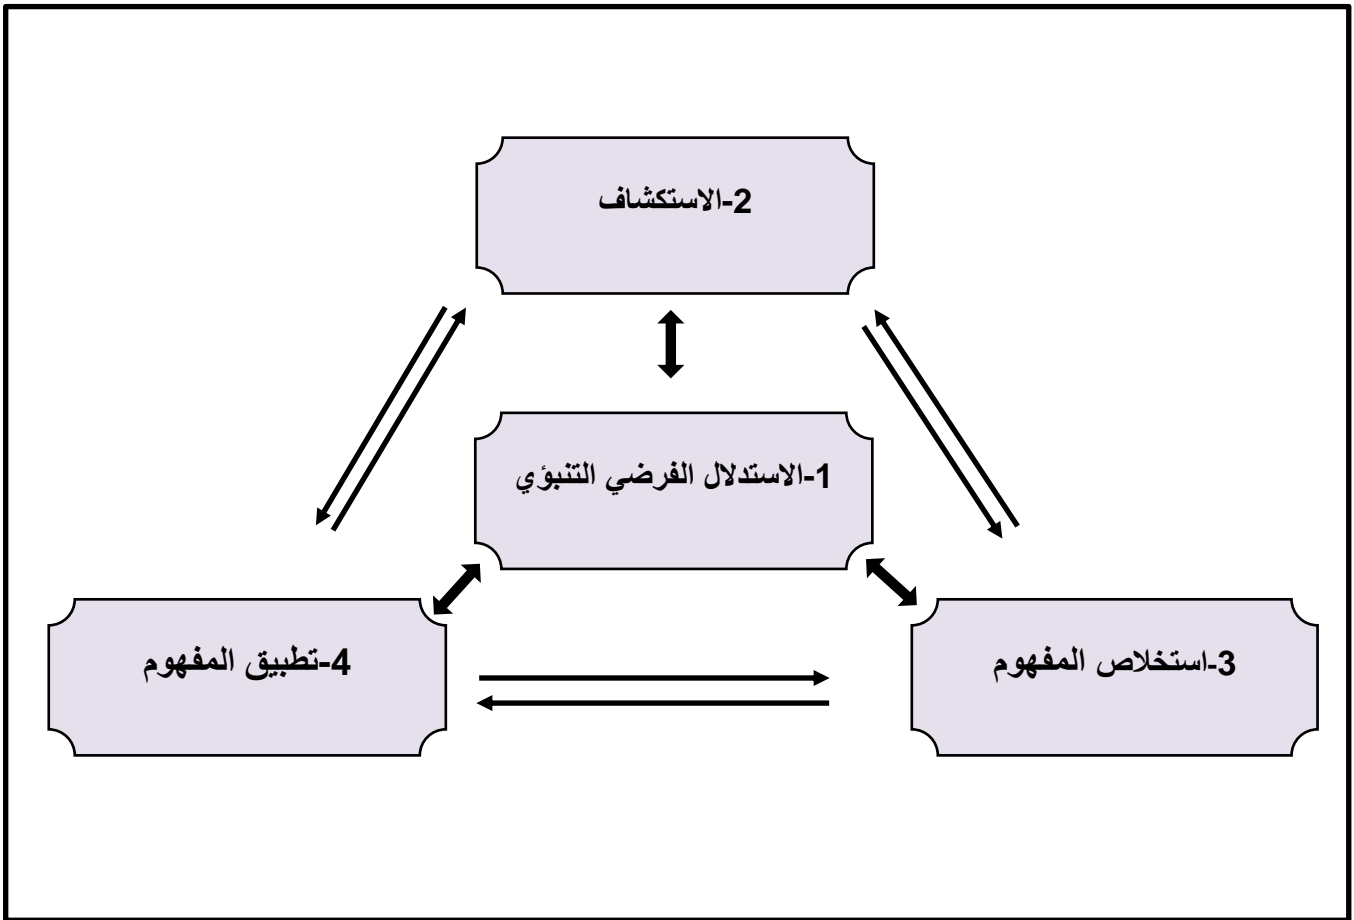 2-الاستكشاف
1-الاستدلال الفرضي التنبؤي
3-استخلاص المفهوم
4-تطبيق المفهوم